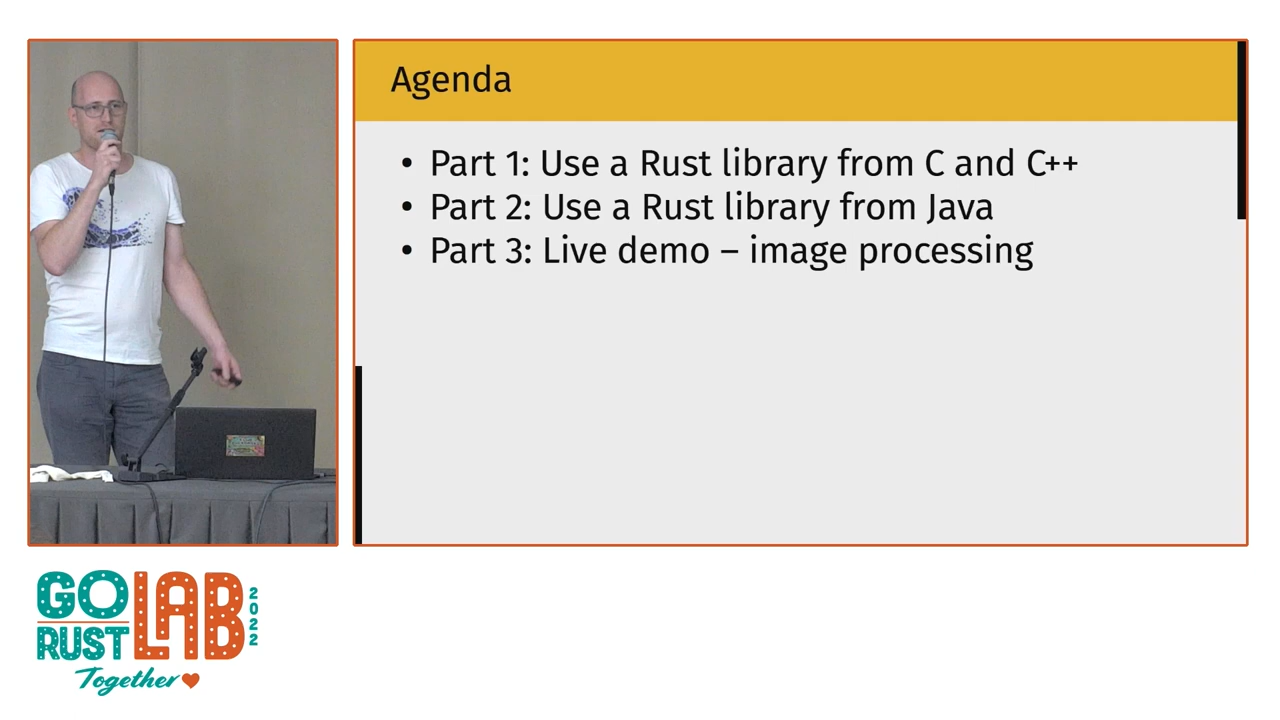 Agenda
• Part 1: Use a Rust library from C and C++
• Part 2: Use a Rust library from Java
• Part 3: Live demo – image processing
GO LAB 2022
RUST
Together